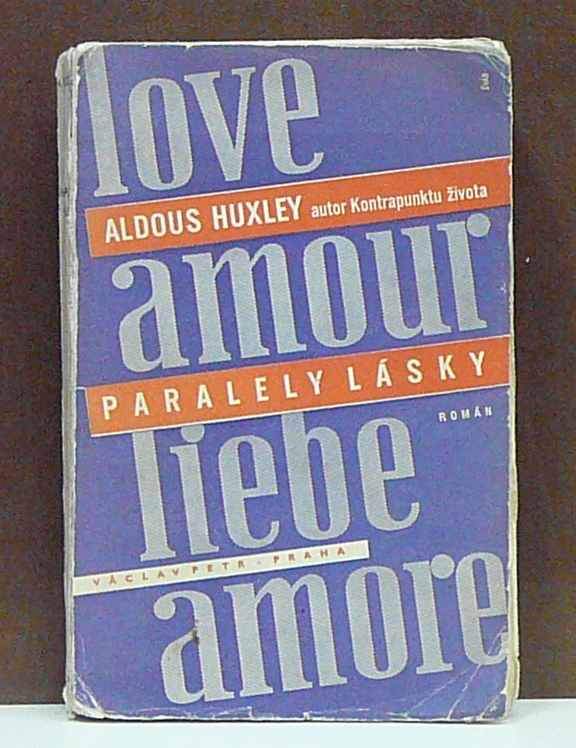 love
ALDOUS HUXLEY autor Kontrapunktu života
amour
PARALELY LÁSKY
ROMÁN
liebe
VÁCLAV PETR - PRAHA
amore